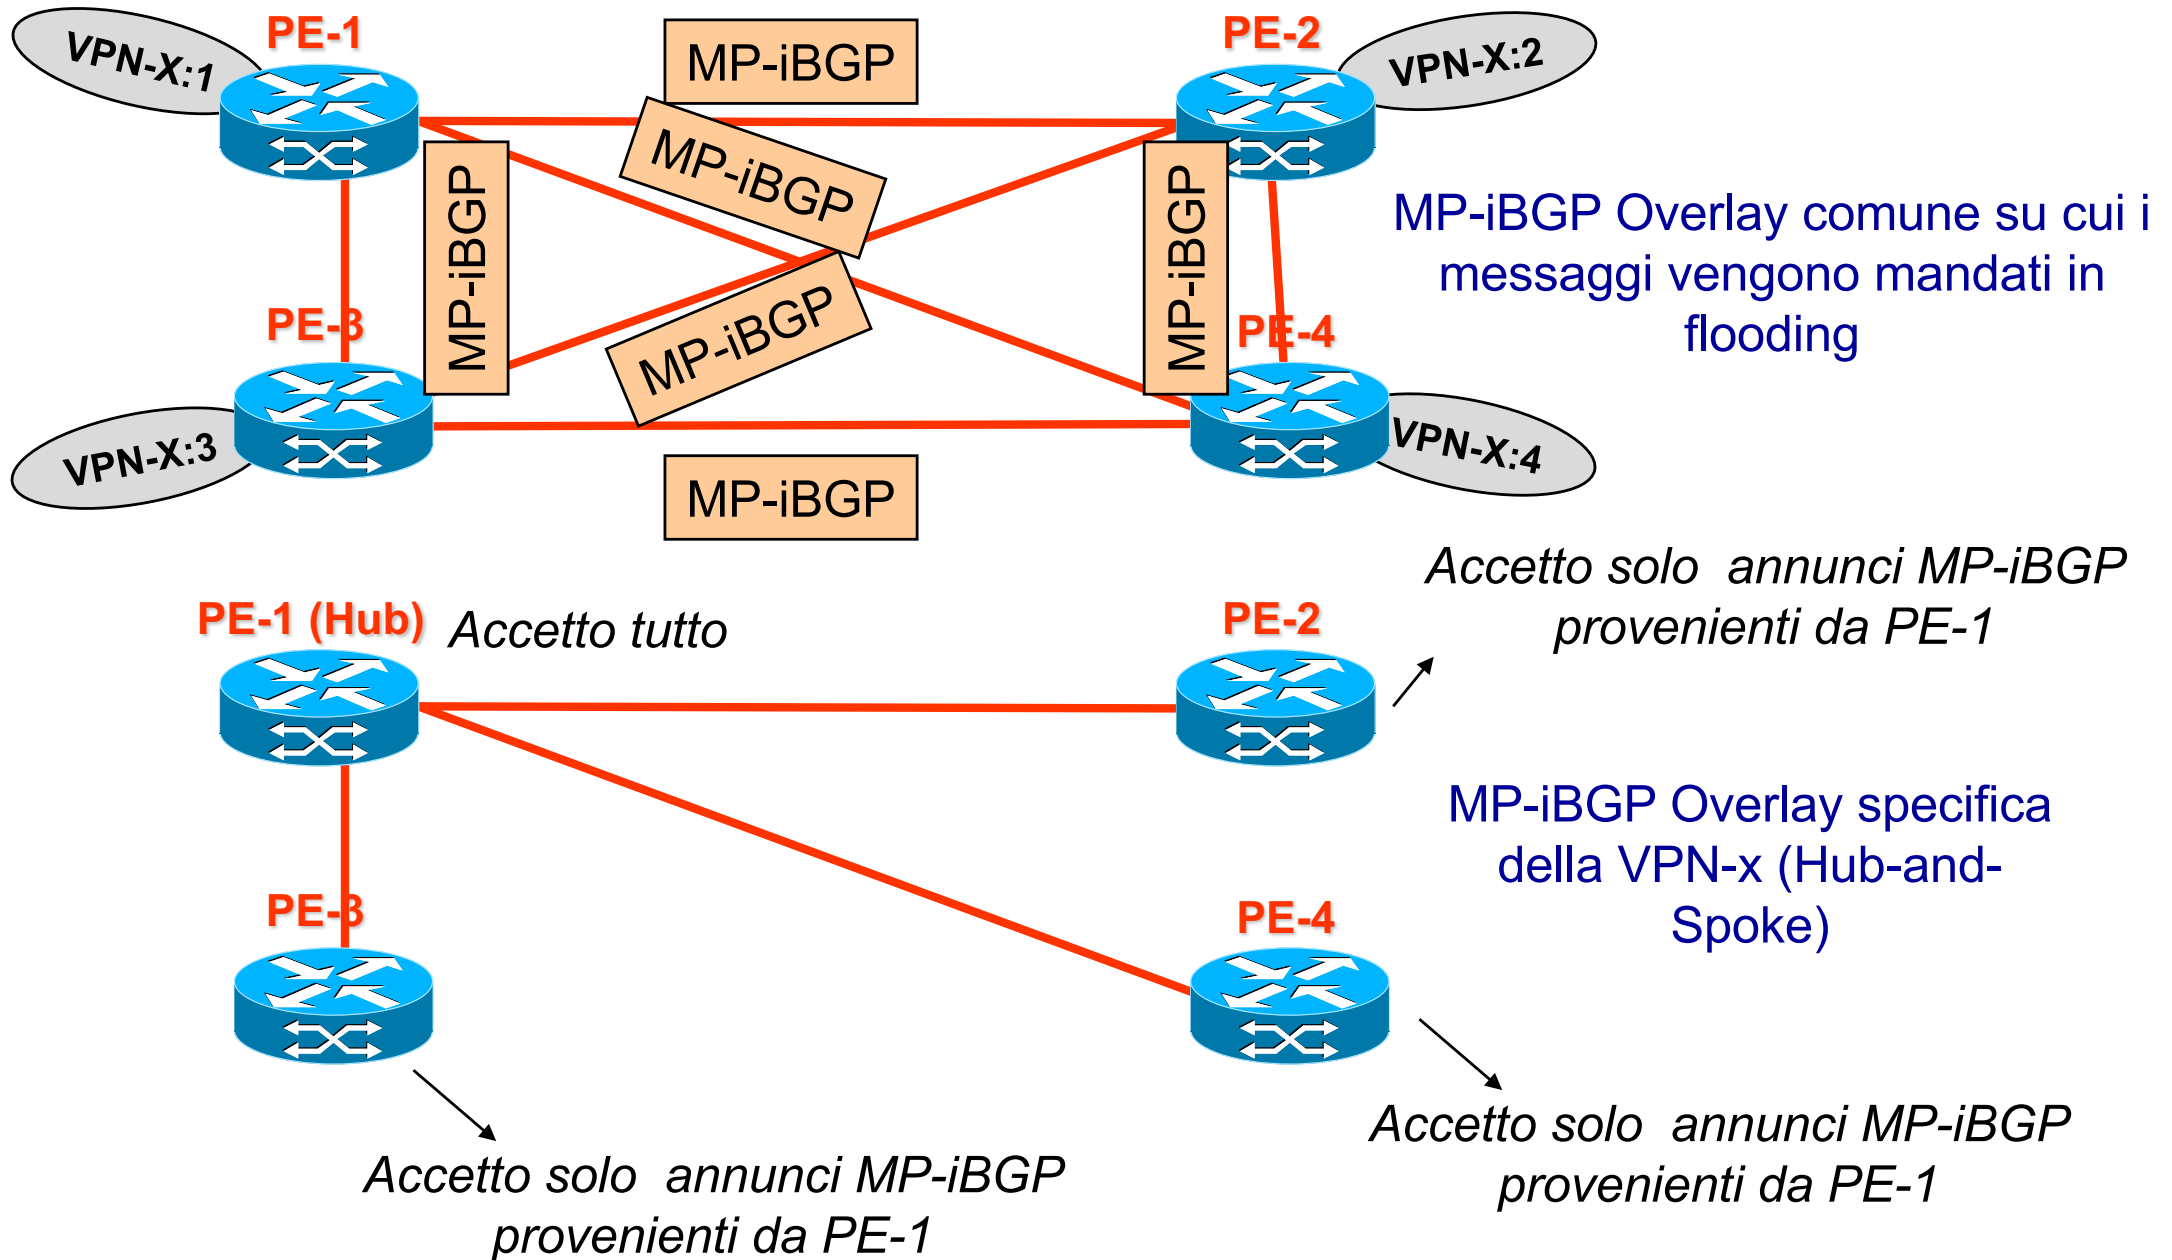 PE-1
PE-2
VPN-X:1
MP-iBGP
VPN-X:2
MP-iBGP
MP-iBGP
MP-iBGP
MP-iBGP Overlay comune su cui i
messaggi vengono mandati in
flooding
PE-3
MP-iBGP
PE-4
VPN-X:3
VPN-X:4
MP-iBGP
Accetto solo annunci MP-iBGP
provenienti da PE-1
PE-1 (Hub)
Accetto tutto
PE-2
MP-iBGP Overlay specifica
della VPN-x (Hub-and-
Spoke)
PE-3
PE-4
Accetto solo annunci MP-iBGP
provenienti da PE-1
Accetto solo annunci MP-iBGP
provenienti da PE-1